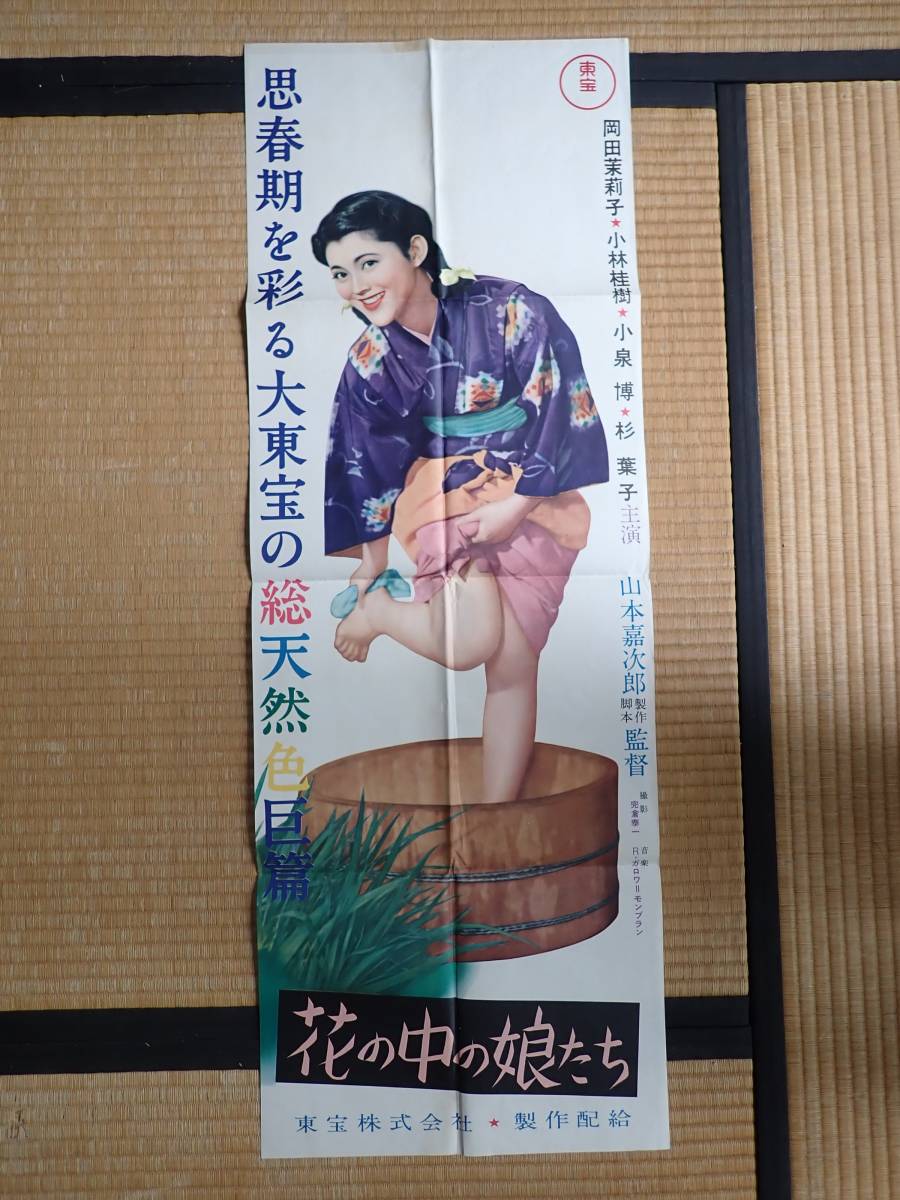 東宝
岡田茉莉子★小林桂樹★小泉博★杉葉子主演
山本嘉次郎製作脚本監督
撮影 完倉泰一
音楽 R・ガロワ=モンブラン
思春期を彩る大東宝の総天然色巨篇
花の中の娘たち
東宝株式会社★製作配給